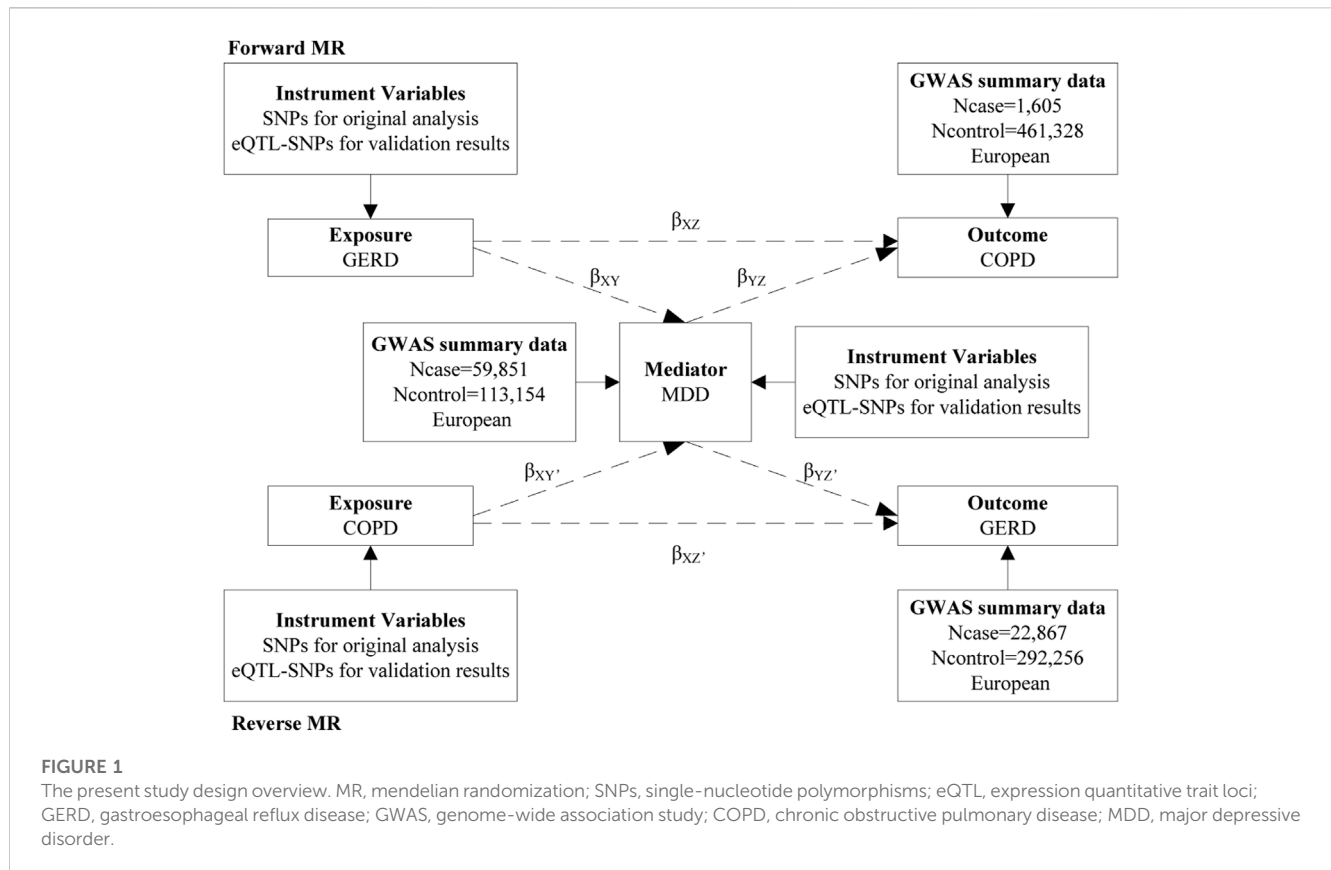 Forward MR
Instrument Variables
SNPs for original analysis
eQTL-SNPs for validation results
GWAS summary data
Ncase=1,605
Ncontrol=461,328
European
Exposure
GERD
βXZ
Outcome
COPD
βXY
βYZ
GWAS summary data
Ncase=59,851
Ncontrol=113,154
European
Mediator
MDD
Instrument Variables
SNPs for original analysis
eQTL-SNPs for validation results
βXY'
βYZ'
Exposure
COPD
Outcome
GERD
βXZ'
Instrument Variables
SNPs for original analysis
eQTL-SNPs for validation results
GWAS summary data
Ncase=22,867
Ncontrol=292,256
European
Reverse MR
FIGURE 1
The present study design overview. MR, mendelian randomization; SNPs, single-nucleotide polymorphisms; eQTL, expression quantitative trait loci;
GERD, gastroesophageal reflux disease; GWAS, genome-wide association study; COPD, chronic obstructive pulmonary disease; MDD, major depressive
disorder.